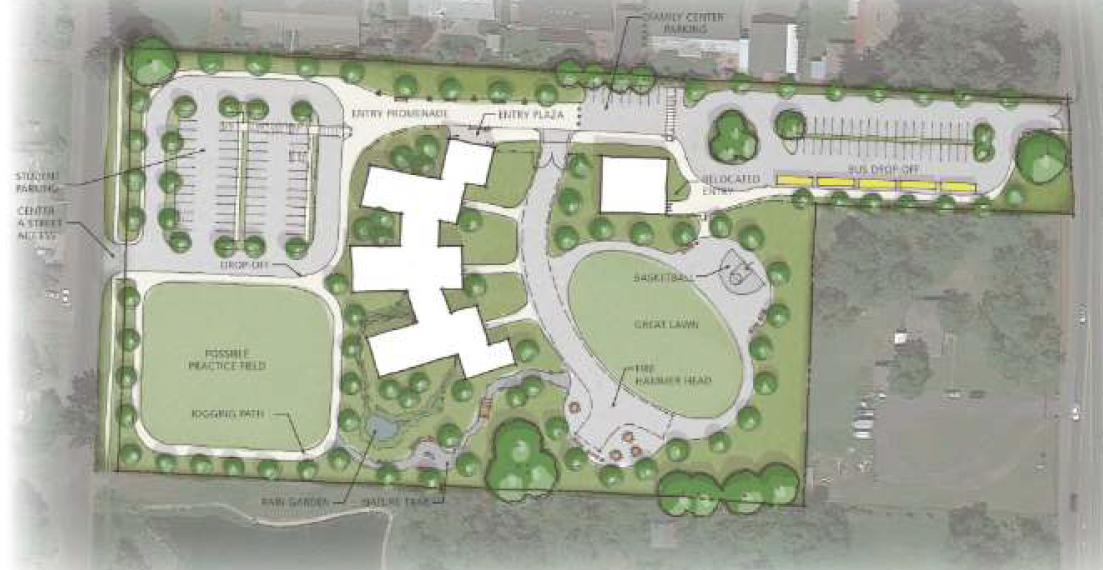 FAMILY CENTER
PARKING
ENTRY PROMENADE
ENTRY PLAZA
STUDENT
PARKING
BUS DROP-OFF
RELOCATED
ENTRY
CENTER
STREET
ACCESS
DROP-OFF
BASKETBALL
GREAT LAWN
POSSIBLE
PRACTICE FIELD
FIRE
HAMMER HEAD
JOGGING PATH
RAIN GARDEN
NATURE TRAIL